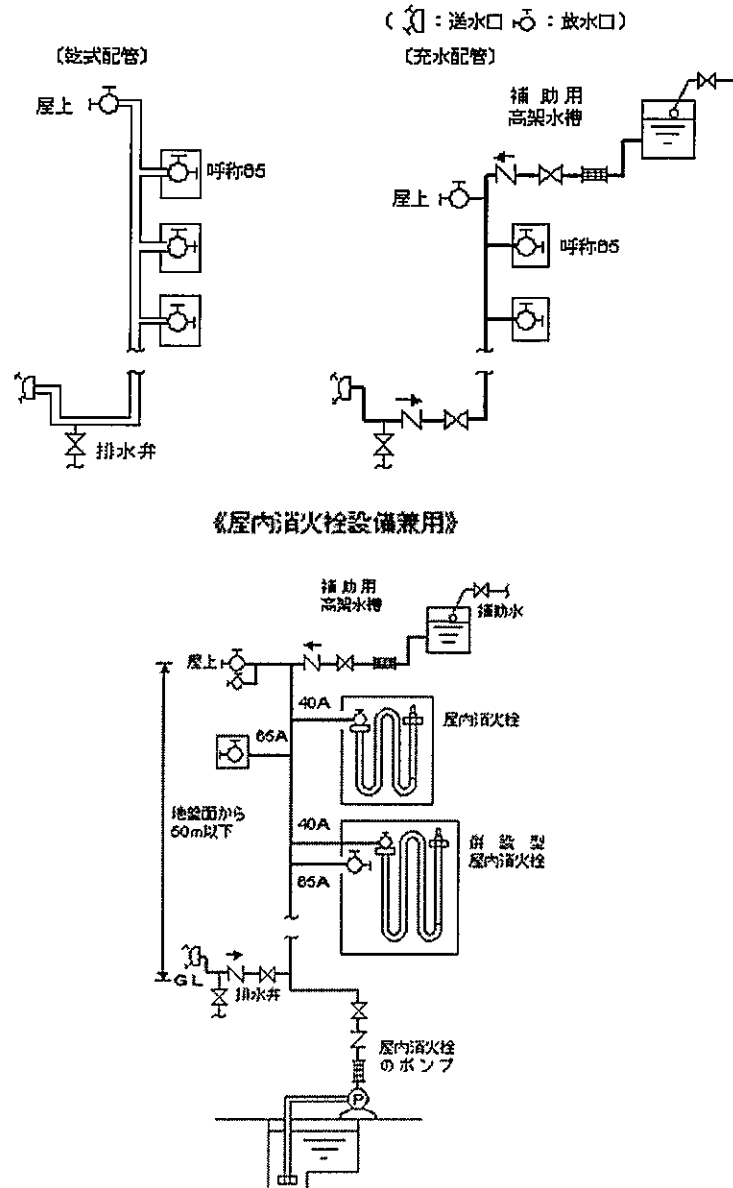 (：送水口 ：放水口)
〔乾式配管〕
〔充水配管〕
屋上
呼称65
排水弁
補助用
高架水槽
屋上
呼称65
《屋内消火栓設備兼用》
補助用
高架水槽
補助水
屋上
40A
屋内消火栓
65A
地盤面から
50m以下
40A
併設型
屋内消火栓
65A
GL
排水弁
屋内消火栓
のポンプ
P